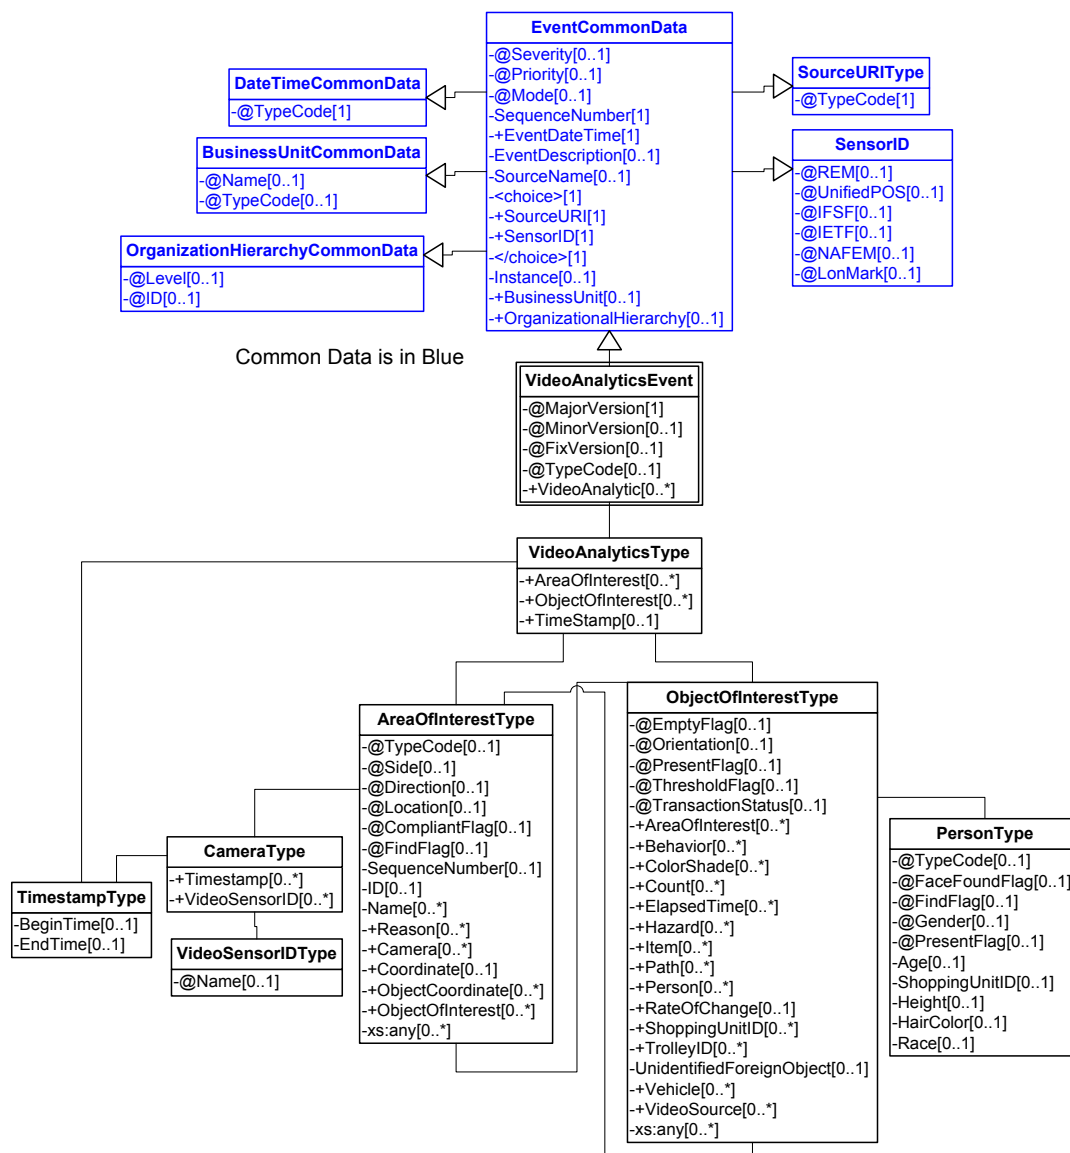 EventCommonData
-@Severity[0..1]
-@Priority[0..1]
-@Mode[0..1]
-SequenceNumber[1]
-+EventDateTime[1]
-EventDescription[0..1]
-SourceName[0..1]
-<choice>[1]
-+SourceURI[1]
-+SensorID[1]
-</choice>[1]
-Instance[0..1]
-+BusinessUnit[0..1]
-+OrganizationalHierarchy[0..1]
DateTimeCommonData
-@TypeCode[1]
BusinessUnitCommonData
-@Name[0..1]
-@TypeCode[0..1]
OrganizationHierarchyCommonData
-@Level[0..1]
-@ID[0..1]
SourceURIType
-@TypeCode[1]
SensorID
-@REM[0..1]
-@UnifiedPOS[0..1]
-@IFSF[0..1]
-@IETF[0..1]
-@NAFEM[0..1]
-@LonMark[0..1]
Common Data is in Blue
VideoAnalyticsEvent
-@MajorVersion[1]
-@MinorVersion[0..1]
-@FixVersion[0..1]
-@TypeCode[0..1]
-+VideoAnalytic[0..*]
VideoAnalyticsType
-+AreaOfInterest[0..*]
-+ObjectOfInterest[0..*]
-+TimeStamp[0..1]
AreaOfInterestType
-@TypeCode[0..1]
-@Side[0..1]
-@Direction[0..1]
-@Location[0..1]
-@CompliantFlag[0..1]
-@FindFlag[0..1]
-SequenceNumber[0..1]
-ID[0..1]
-Name[0..*]
-+Reason[0..*]
-+Camera[0..*]
-+Coordinate[0..1]
-+ObjectCoordinate[0..*]
-+ObjectOfInterest[0..*]
-xs:any[0..*]
ObjectOfInterestType
-@EmptyFlag[0..1]
-@Orientation[0..1]
-@PresentFlag[0..1]
-@ThresholdFlag[0..1]
-@TransactionStatus[0..1]
-+AreaOfInterest[0..*]
-+Behavior[0..*]
-+ColorShade[0..*]
-+Count[0..*]
-+ElapsedTime[0..*]
-+Hazard[0..*]
-+Item[0..*]
-+Path[0..*]
-+Person[0..*]
-+RateOfChange[0..1]
-+ShoppingUnitID[0..*]
-+TrolleyID[0..*]
-UnidentifiedForeignObject[0..1]
-+Vehicle[0..*]
-+VideoSource[0..*]
-xs:any[0..*]
CameraType
-+Timestamp[0..*]
-+VideoSensorID[0..*]
TimestampType
-BeginTime[0..1]
-EndTime[0..1]
VideoSensorIDType
-@Name[0..1]
PersonType
-@TypeCode[0..1]
-@FaceFoundFlag[0..1]
-@FindFlag[0..1]
-@Gender[0..1]
-@PresentFlag[0..1]
-Age[0..1]
-ShoppingUnitID[0..1]
-Height[0..1]
-HairColor[0..1]
-Race[0..1]